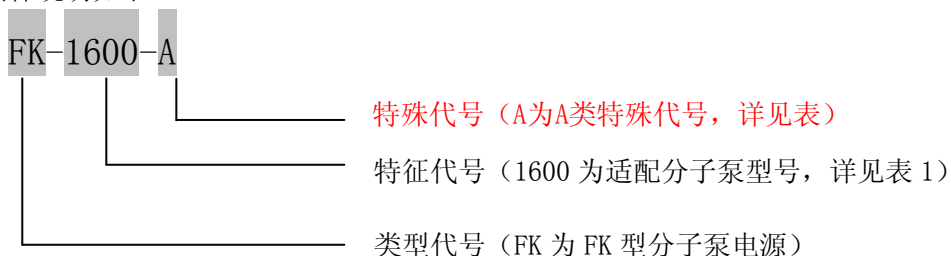 FK-1600-A
特殊代号（A为A类特殊代号，详见表）
特征代号（1600 为适配分子泵型号，详见表 1）
类型代号（FK 为 FK 型分子泵电源）